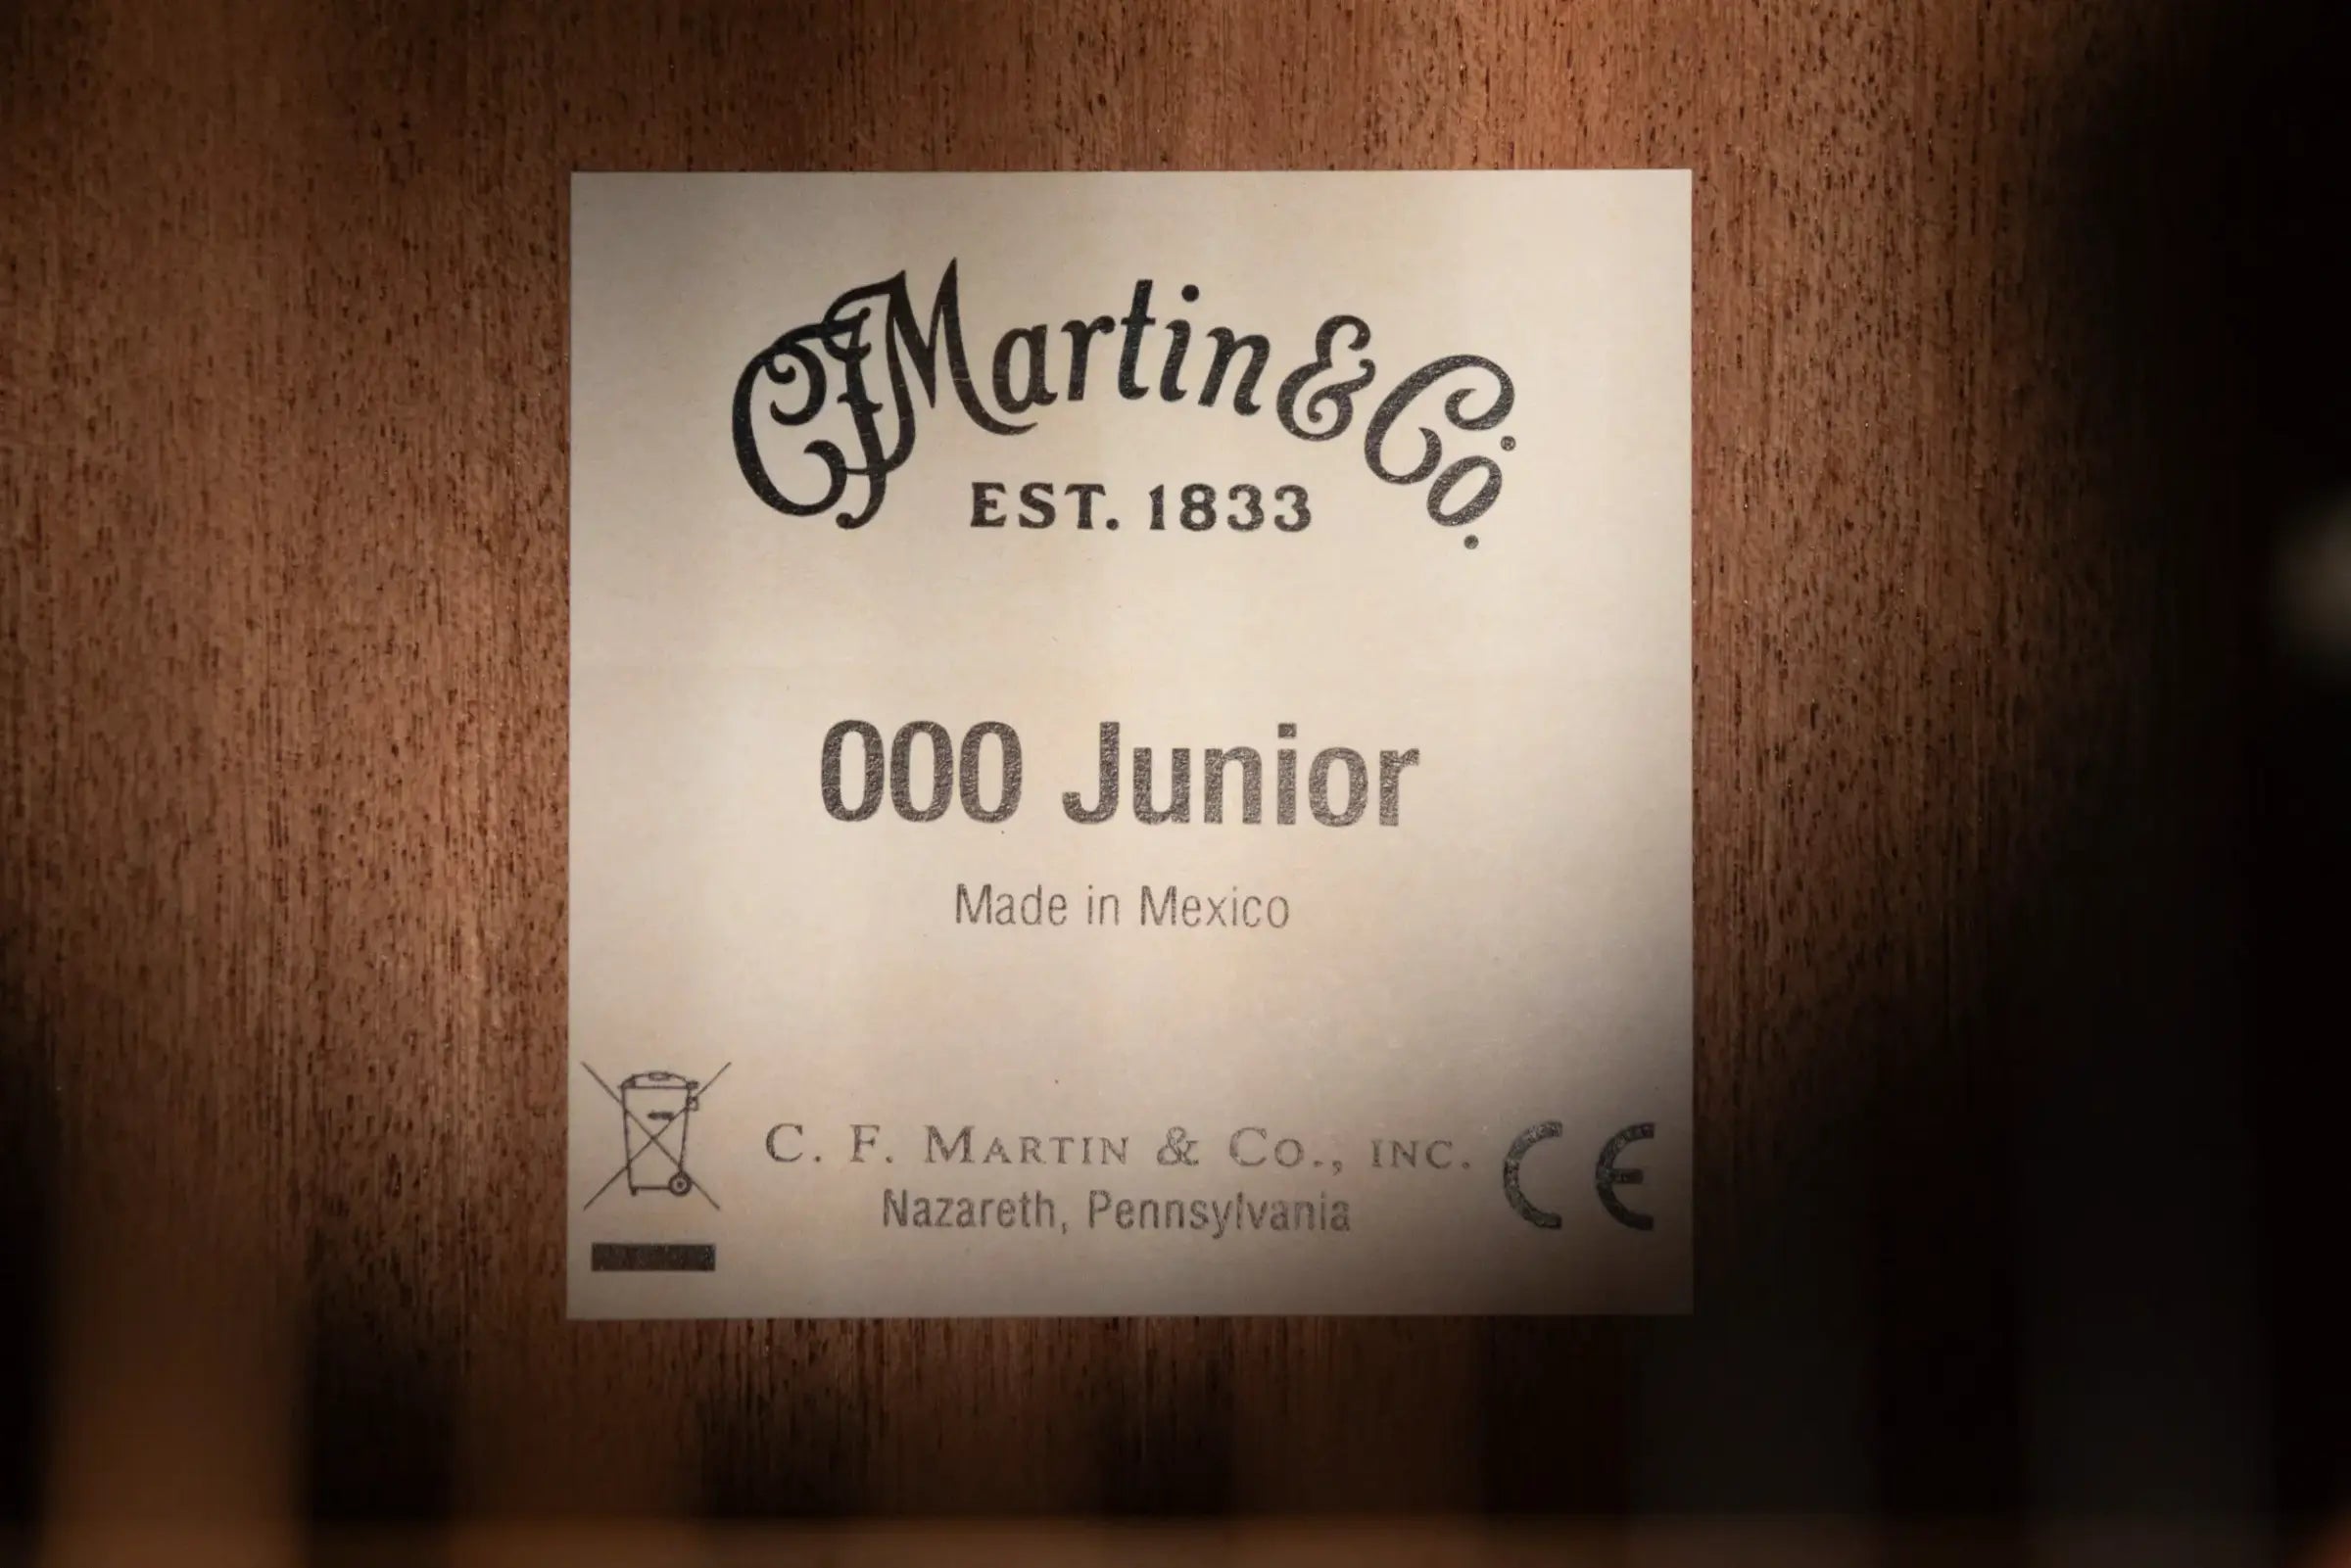 CF Martin & Co.
EST. 1833
000 Junior
Made in Mexico
C. F. MARTIN & CO., INC.
Nazareth, Pennsylvania
CE